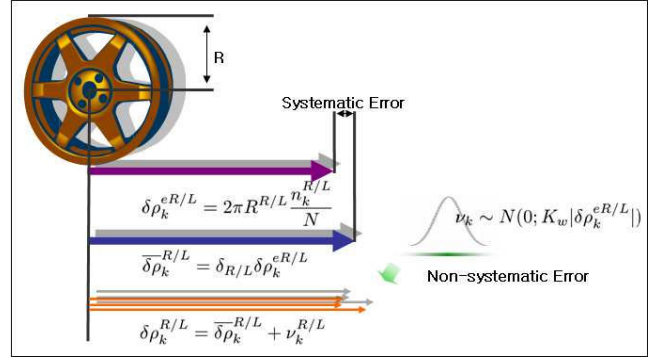 R
Systematic Error
δρ_k^{eR/L} = 2πR^{R/L} \frac{n_k^{R/L}}{N}
ν_k ∼ N(0; K_w|δρ_k^{eR/L}|)
\overline{δρ}_k^{R/L} = δ_{R/L} δρ_k^{eR/L}
Non-systematic Error
δρ_k^{R/L} = \overline{δρ}_k^{R/L} + ν_k^{R/L}